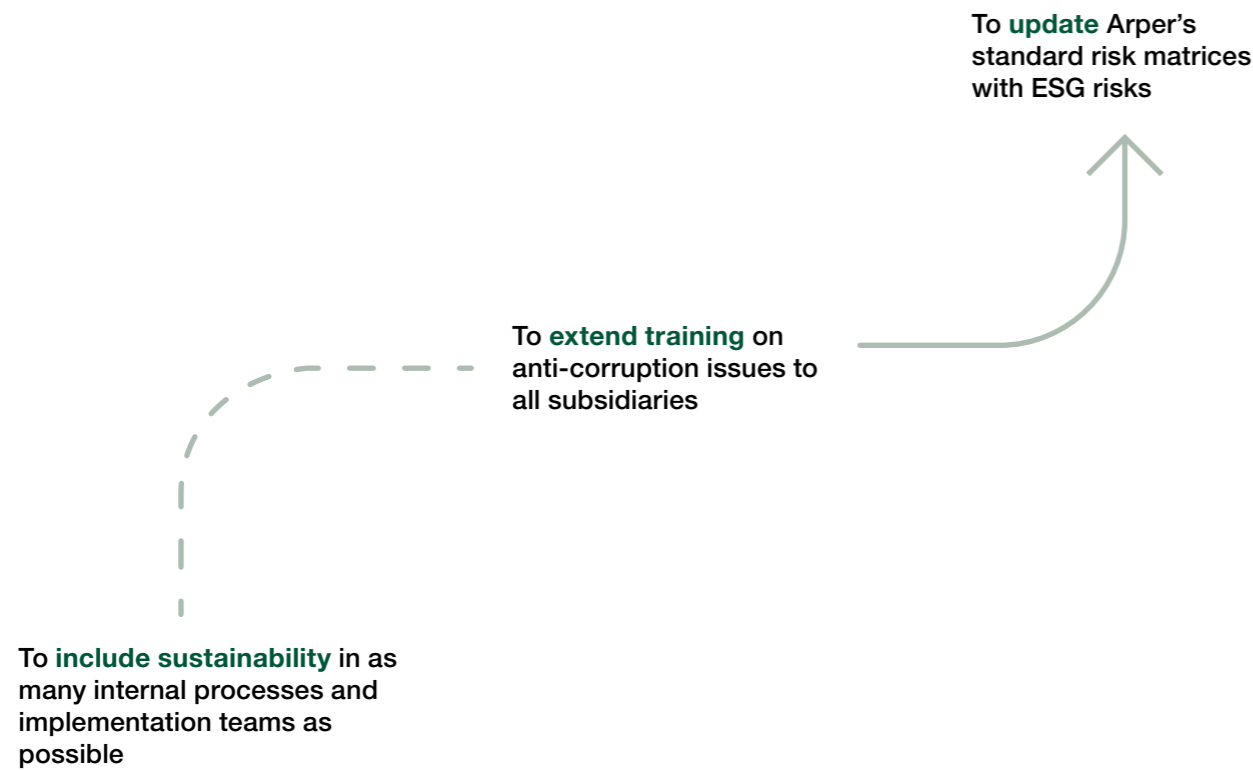 To update Arper’s
standard risk matrices
with ESG risks
To extend training on
anti-corruption issues to
all subsidiaries
To include sustainability in as
many internal processes and
implementation teams as
possible